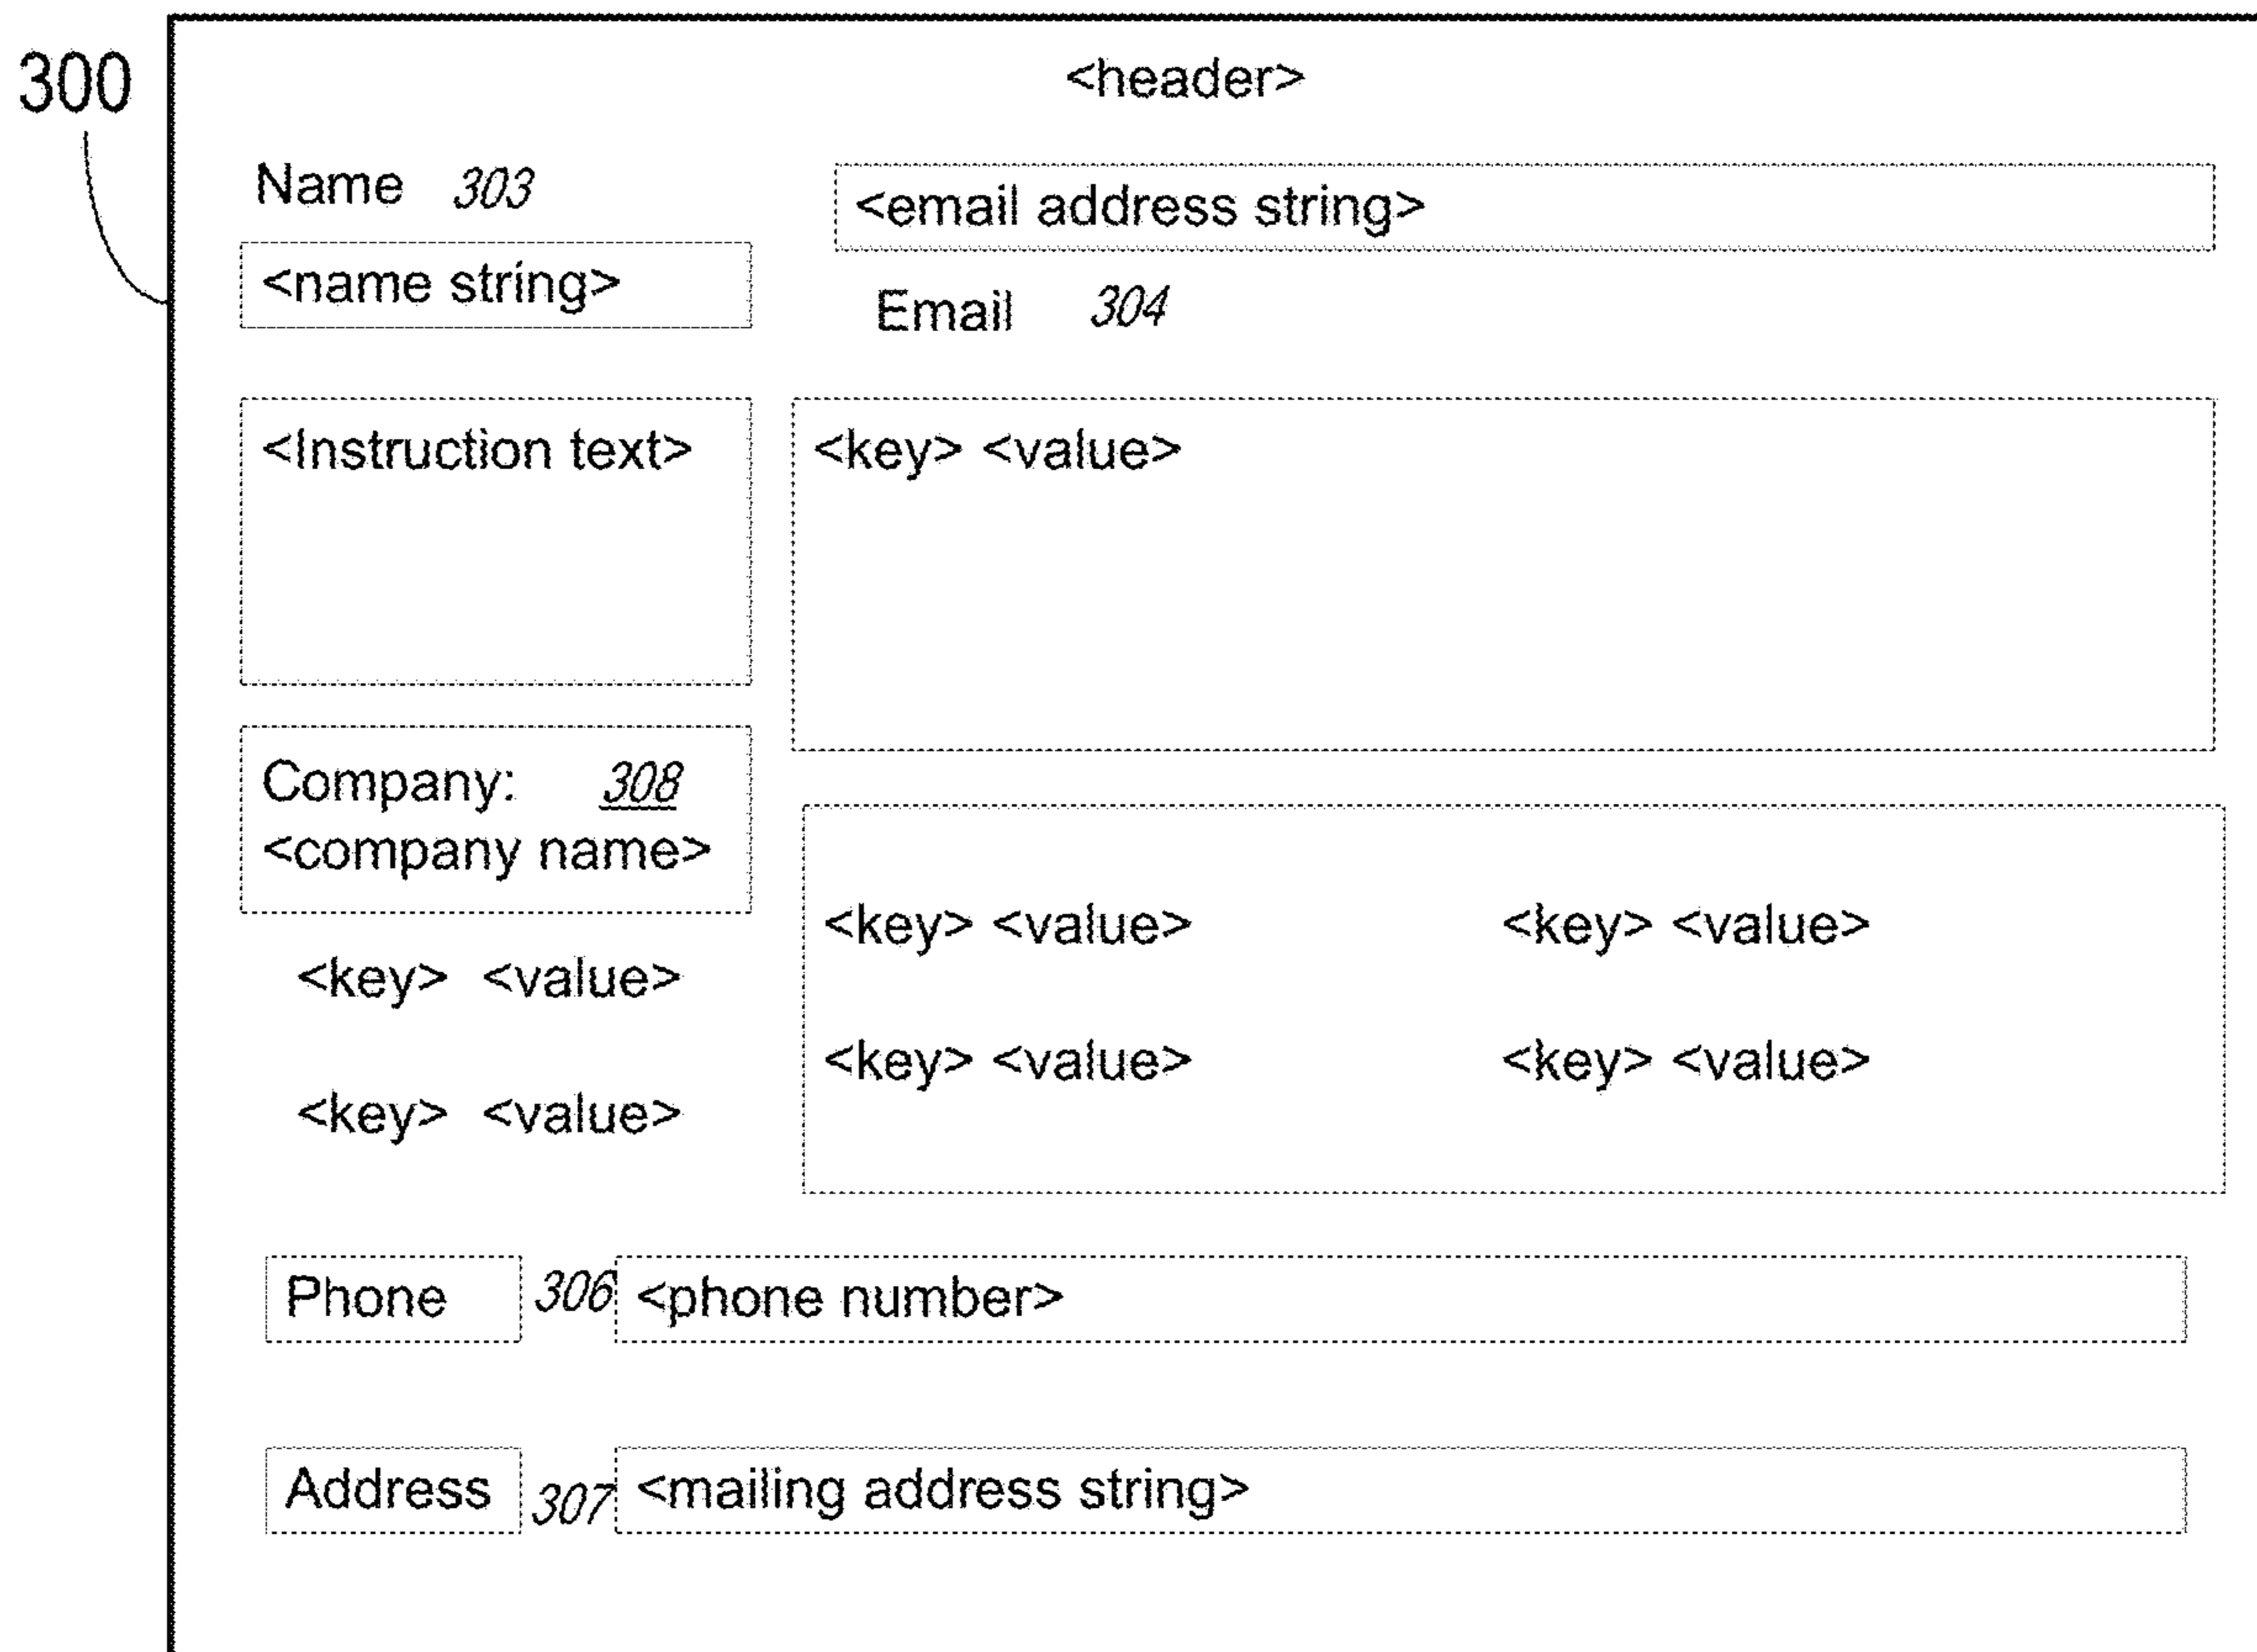 300
<header>
Name 303
<email address string>
<name string>
Email 304
<Instruction text>
<key> <value>
Company: 308
<company name>
<key> <value> <key> <value>
<key> <value>
<key> <value> <key> <value>
<key> <value>
Phone 306 <phone number>
Address 307 <mailing address string>